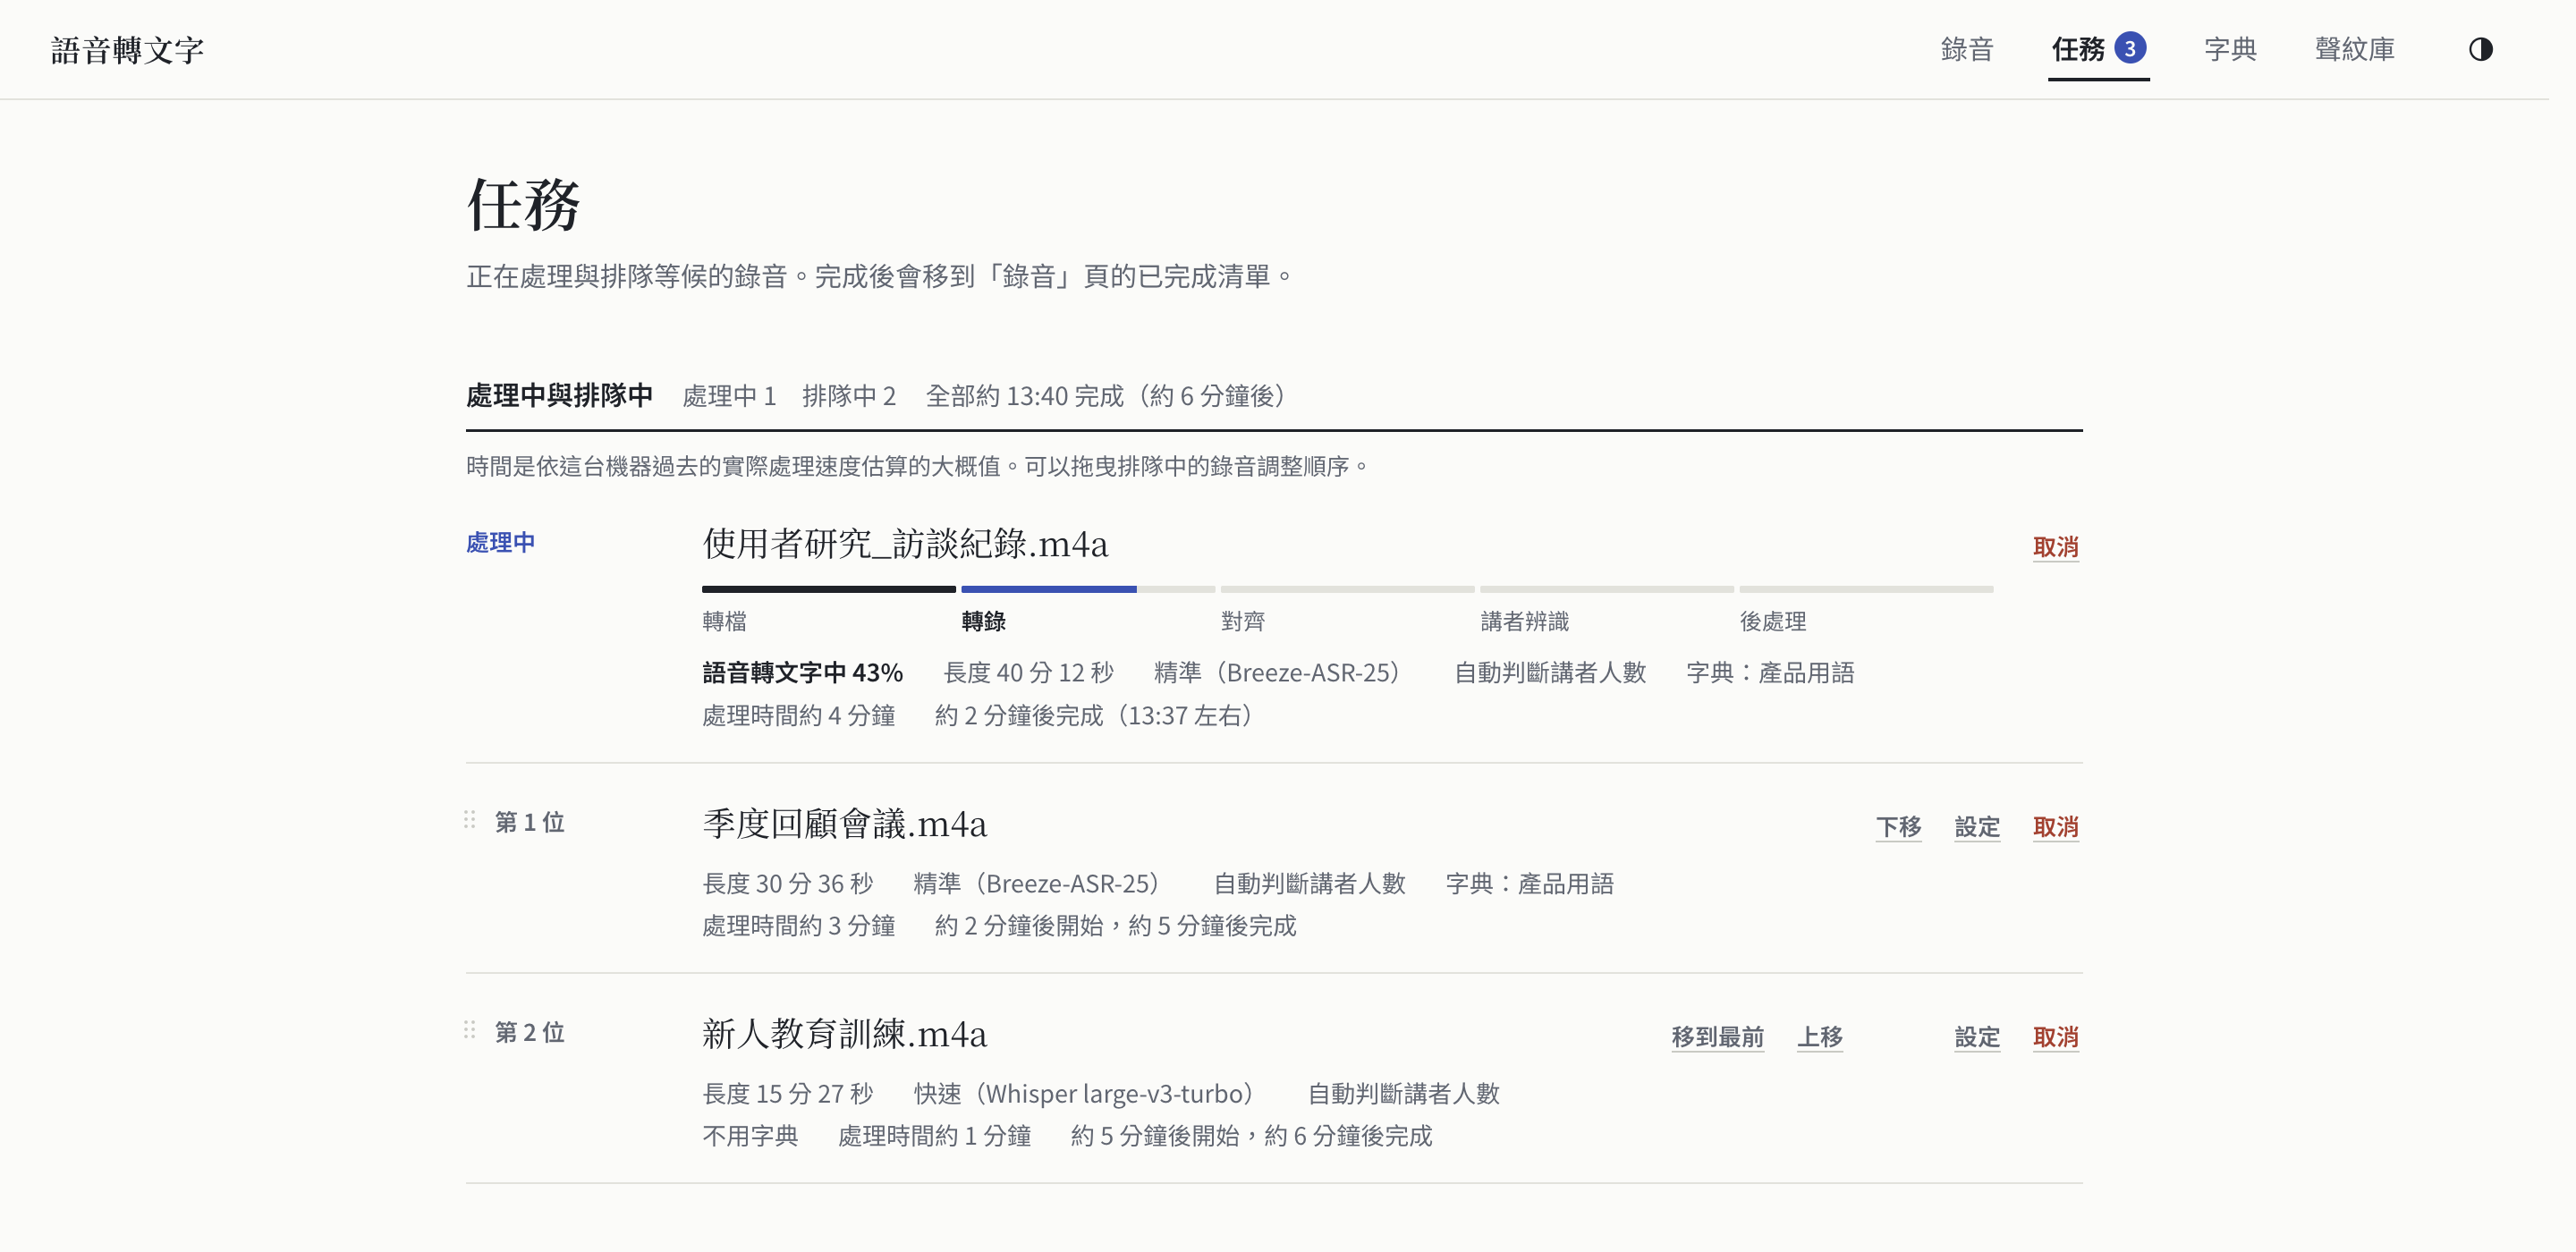 語音轉文字
錄音 任務 3 字典 聲紋庫
任務
正在處理與排隊等候的錄音。完成後會移到「錄音」頁的已完成清單。
處理中與排隊中 處理中 1 排隊中 2 全部約 13:40 完成（約 6 分鐘後）
時間是依這台機器過去的實際處理速度估算的大概值。可以拖曳排隊中的錄音調整順序。
處理中 使用者研究_訪談紀錄.m4a 取消
轉檔 轉錄 對齊 講者辨識 後處理
語音轉文字中 43% 長度 40 分 12 秒 精準（Breeze-ASR-25） 自動判斷講者人數 字典：產品用語
處理時間約 4 分鐘 約 2 分鐘後完成（13:37 左右）
第 1 位 季度回顧會議.m4a 下移 設定 取消
長度 30 分 36 秒 精準（Breeze-ASR-25） 自動判斷講者人數 字典：產品用語
處理時間約 3 分鐘 約 2 分鐘後開始，約 5 分鐘後完成
第 2 位 新人教育訓練.m4a 移到最前 上移 設定 取消
長度 15 分 27 秒 快速（Whisper large-v3-turbo） 自動判斷講者人數
不用字典 處理時間約 1 分鐘 約 5 分鐘後開始，約 6 分鐘後完成